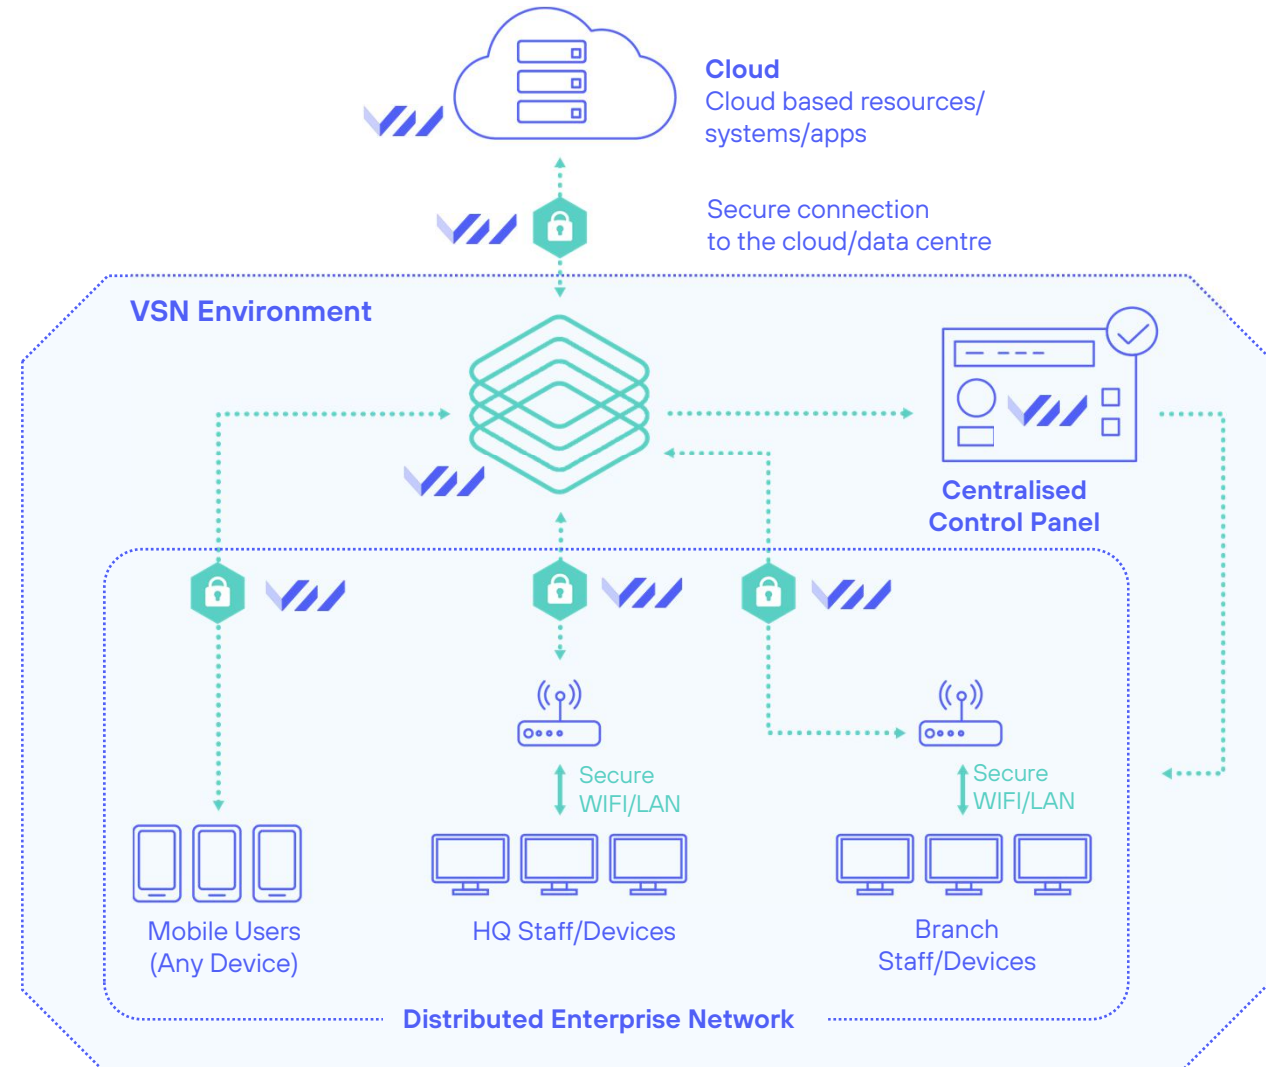 Cloud
Cloud based resources/
systems/apps
Secure connection
to the cloud/data centre
VSN Environment
Centralised
Control Panel
Secure
WIFI/LAN
Secure
WIFI/LAN
Mobile Users
(Any Device)
HQ Staff/Devices
Branch
Staff/Devices
Distributed Enterprise Network